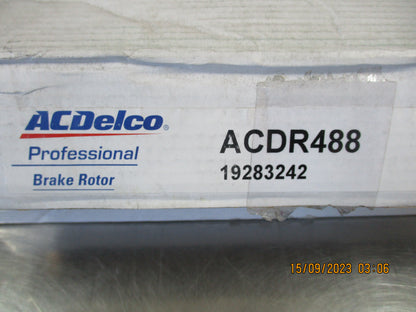 ACDelco.
Professional
Brake Rotor
ACDR488
19283242
15/09/2023 03:06